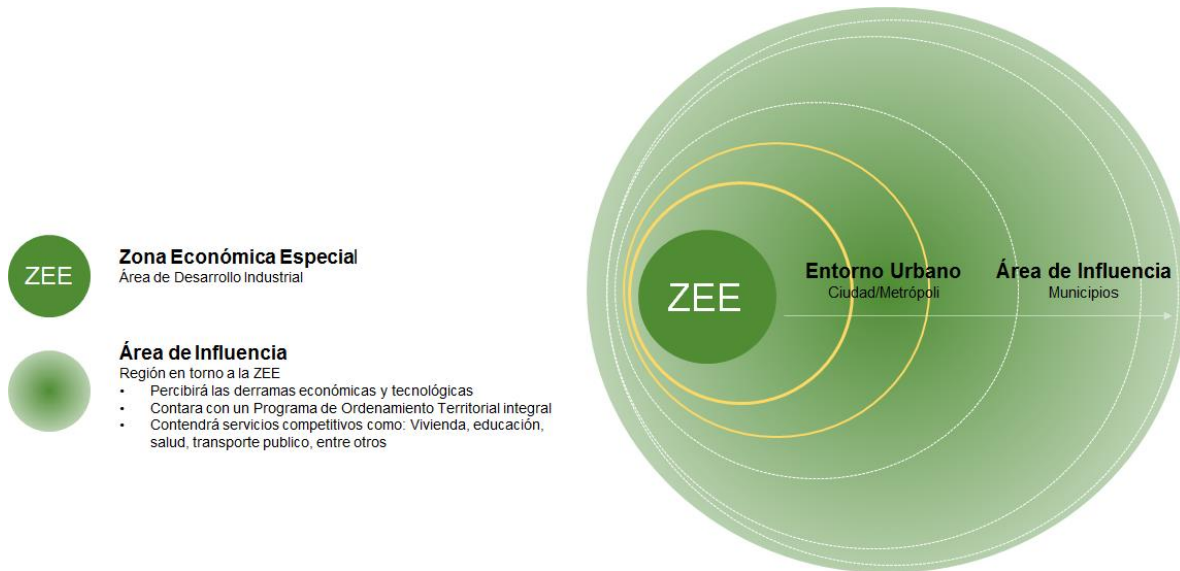 ZEE
Zona Económica Especial
Área de Desarrollo Industrial
Área de Influencia
Región en torno a la ZEE
• Percibirá las derramas económicas y tecnológicas
• Contara con un Programa de Ordenamiento Territorial integral
• Contendrá servicios competitivos como: Vivienda, educación,
salud, transporte publico, entre otros
ZEE
Entorno Urbano
Ciudad/Metrópoli
Área de Influencia
Municipios